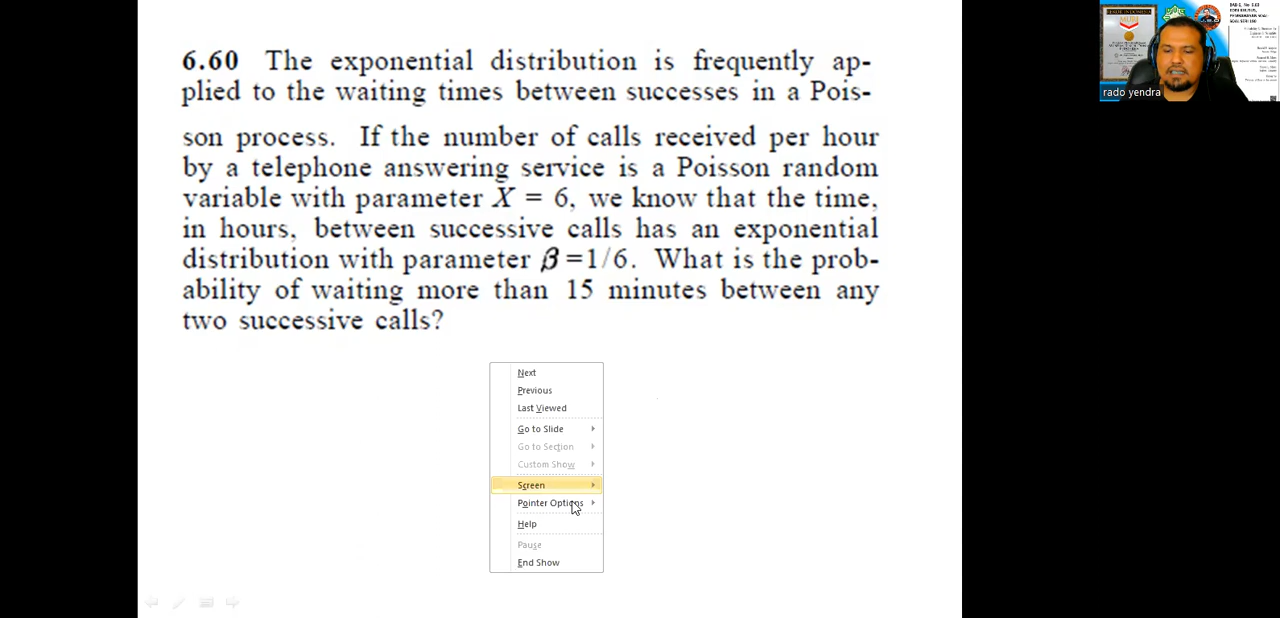 6.60 The exponential distribution is frequently ap-
plied to the waiting times between successes in a Pois-
son process. If the number of calls received per hour
by a telephone answering service is a Poisson random
variable with parameter X = 6, we know that the time,
in hours, between successive calls has an exponential
distribution with parameter β =1/6. What is the prob-
ability of waiting more than 15 minutes between any
two successive calls?
Next
Previous
Last Viewed
Go to Slide
Go to Section
Custom Show
Screen
Pointer Options
Help
Pause
End Show
MURI
rado yendra